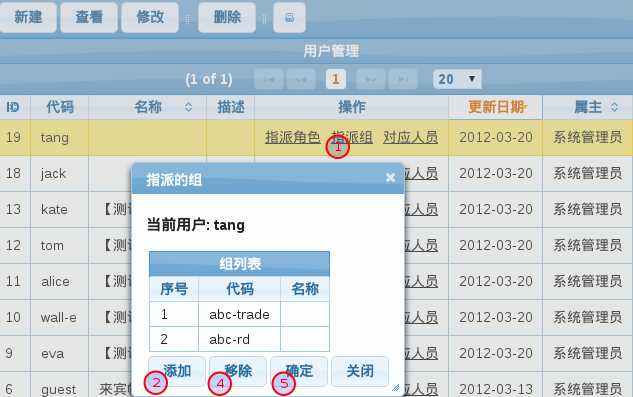 新建 查看 修改 删除
用户管理
(1 of 1) 1 20
ID 代码 名称 描述 操作 更新日期 属主
19 tang 指派角色 指派组 对应人员 2012-03-20 系统管理员
1
18 jack 应人员 2012-03-20 系统管理员
13 kate 【测 应人员 2012-03-20 系统管理员
12 tom 【测 应人员 2012-03-20 系统管理员
11 alice 【测 应人员 2012-03-20 系统管理员
10 wall-e 【测 应人员 2012-03-20 系统管理员
9 eva 【测 应人员 2012-03-20 系统管理员
6 guest 来宾 应人员 2012-03-13 系统管理员
指派的组
当前用户: tang
组列表
序号 代码 名称
1 abc-trade
2 abc-rd
添加 移除 确定 关闭
2 4 5